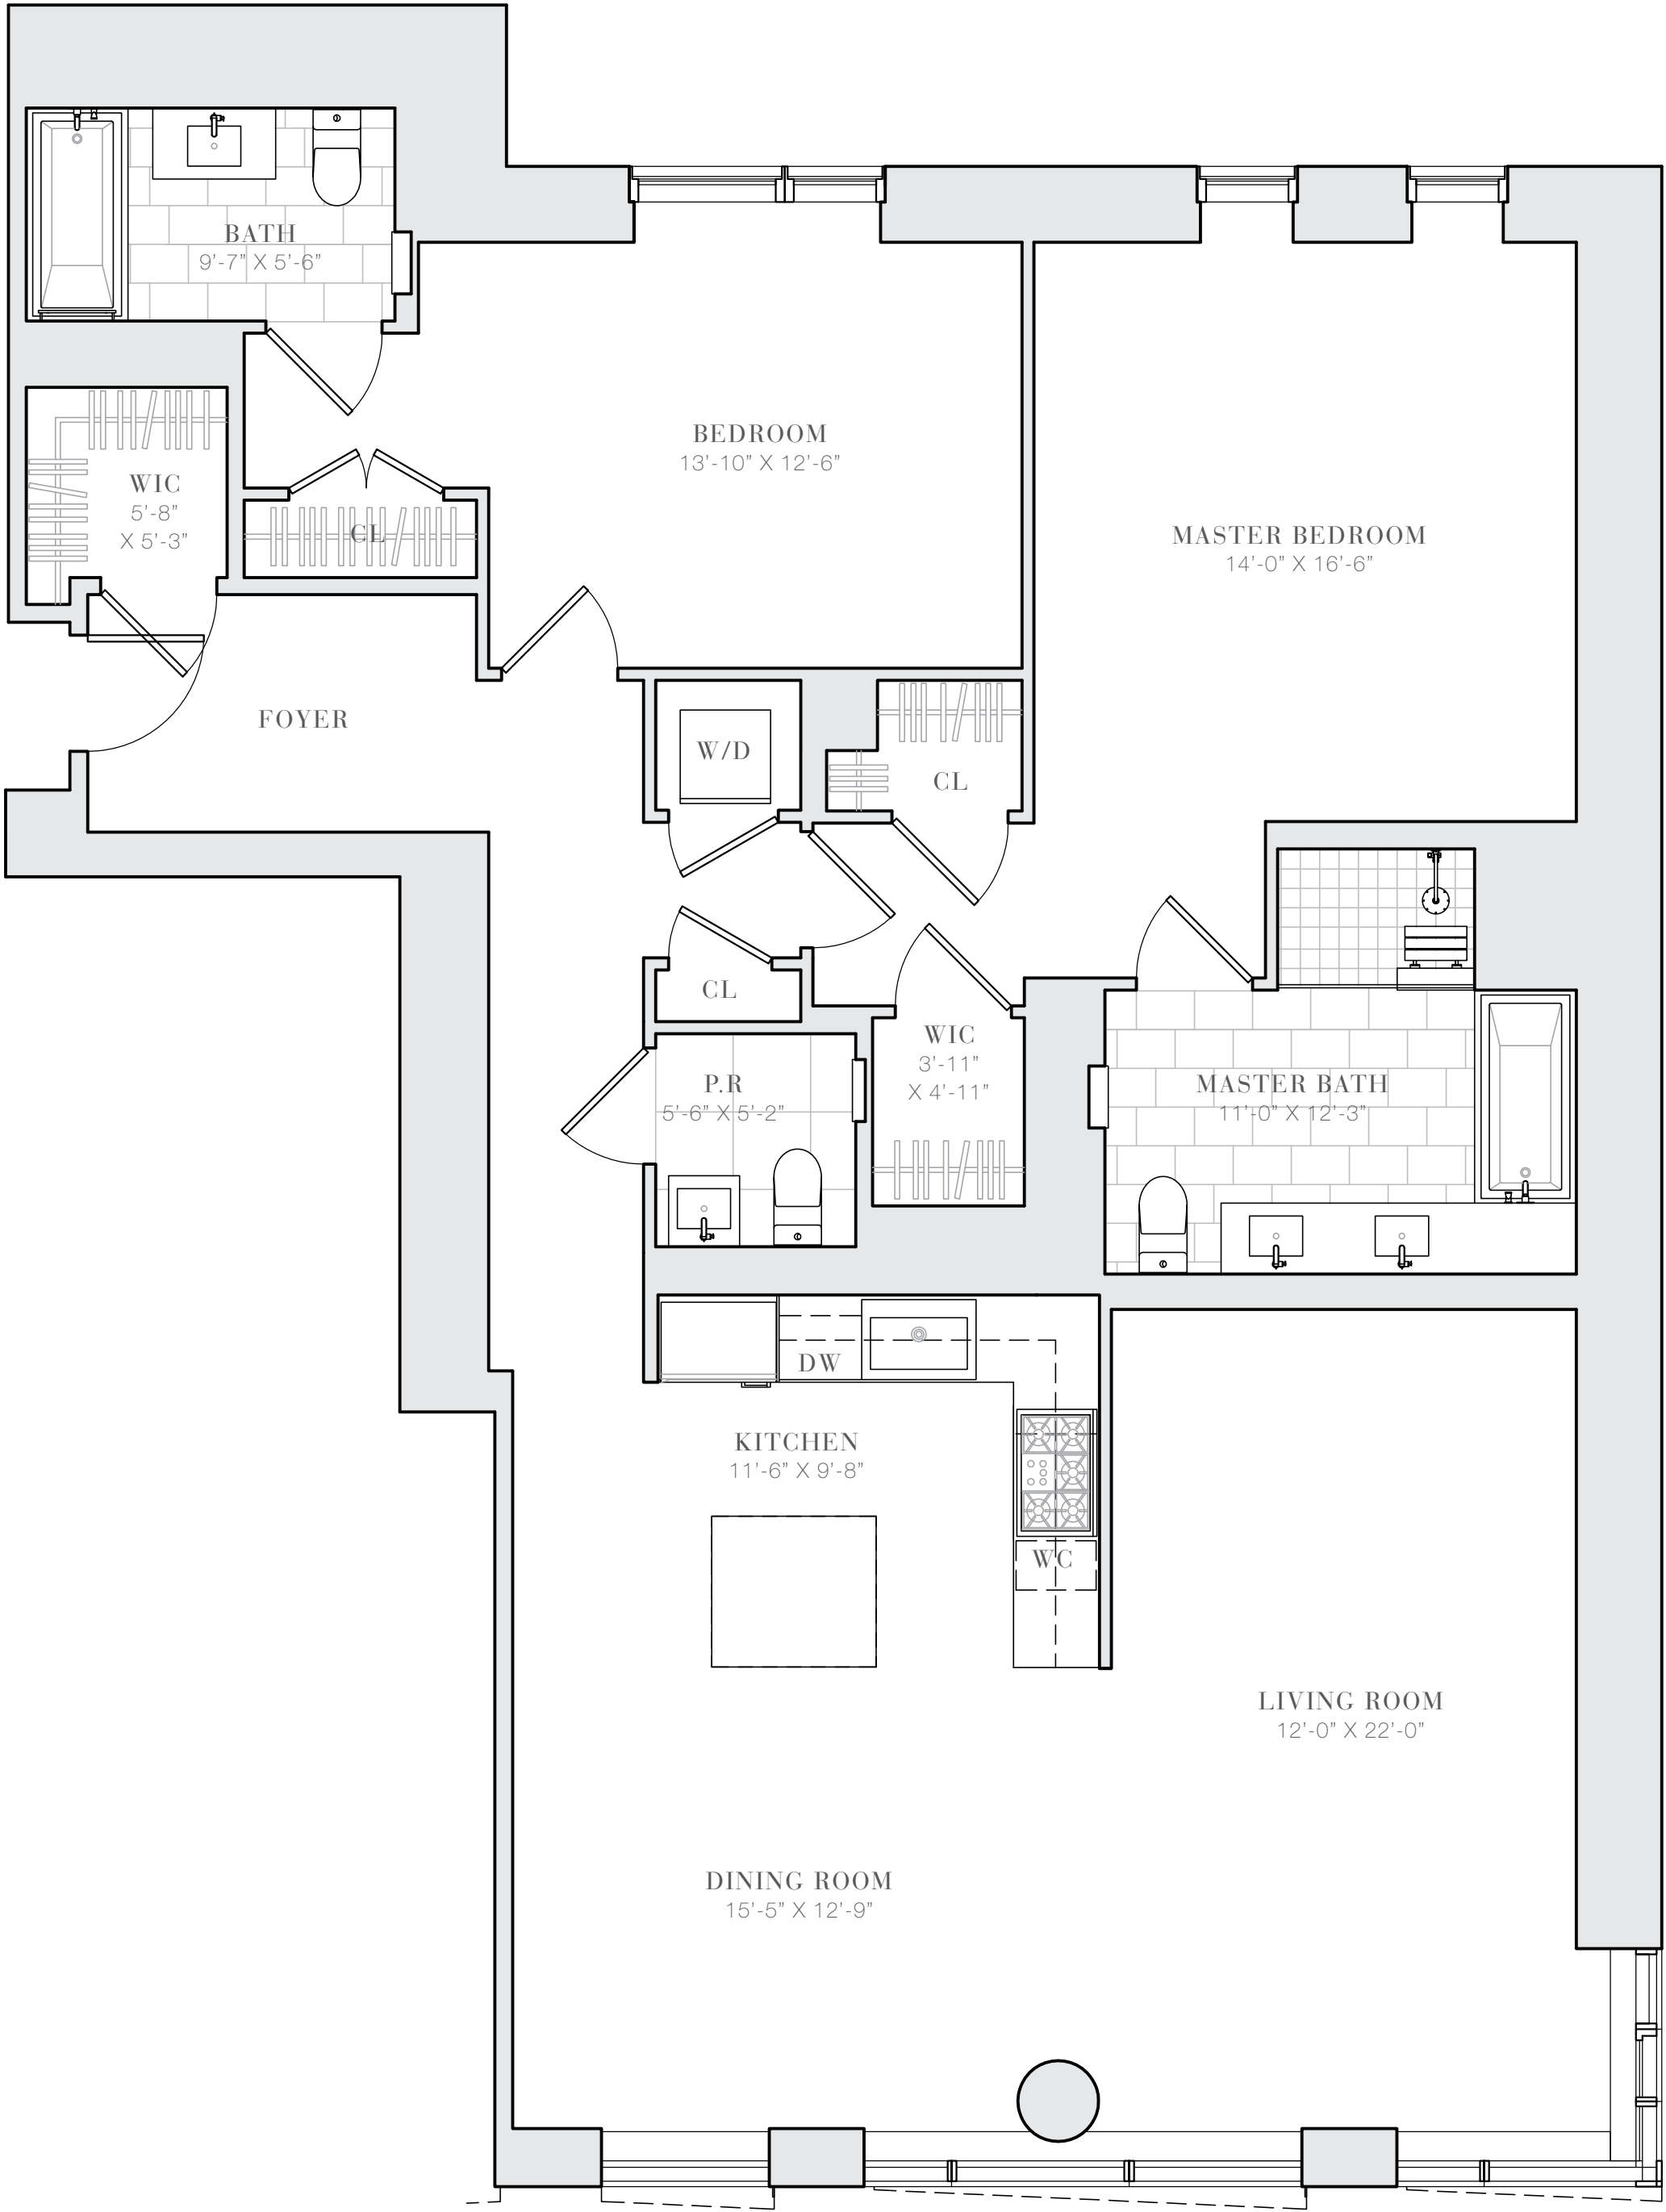 BATH
9’-7” X 5’-6”
BEDROOM
13’-10” X 12’-6”
WIC
5’-8”
X 5’-3”
CL
MASTER BEDROOM
14’-0” X 16’-6”
FOYER
W/D
CL
CL
WIC
3’-11”
X 4’-11”
P.R
5’-6” X 5’-2”
MASTER BATH
11’-0” X 12’-3”
DW
KITCHEN
11’-6” X 9’-8”
WC
LIVING ROOM
12’-0” X 22’-0”
DINING ROOM
15’-5” X 12’-9”